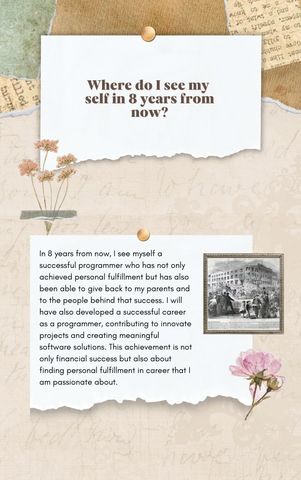 Where do I see my
self in 8 years from
now?
In 8 years from now, I see myself a
successful programmer who has not only
achieved personal fulfillment but has also
been able to give back to my parents and
to the people behind that success. I will
have also developed a successful career
as a programmer, contributing to innovate
projects and creating meaningful
software solutions. This achievement is not
only financial success but also about
finding personal fulfillment in career that I
am passionate about.